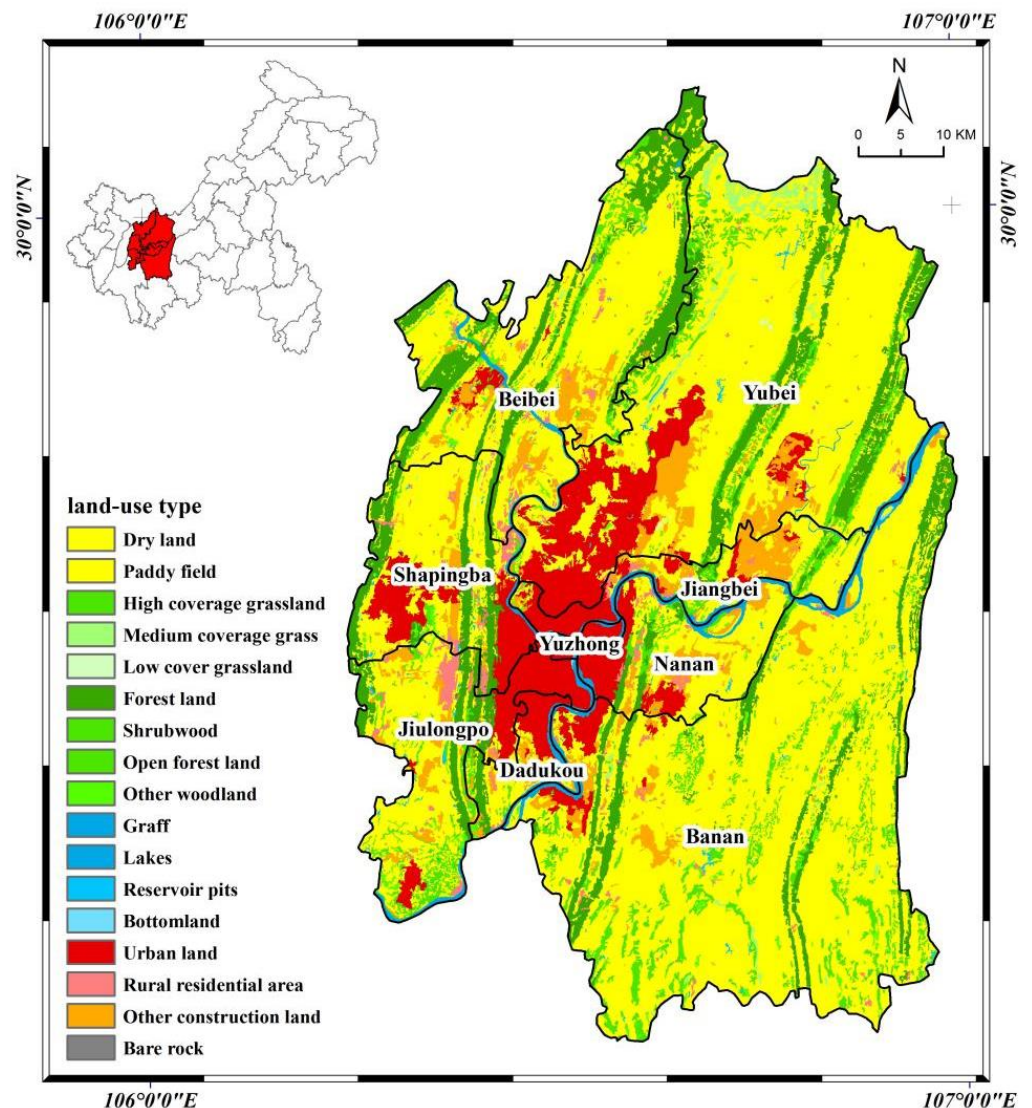 106°0'0"E
107°0'0"E
N
0 5 10 KM
30°0'0"N
30°0'0"N
Beibei
Yubei
Shapingba
Jiangbei
Yuzhong
Nanan
Jiulongpo
Dadukou
Banan
land-use type
Dry land
Paddy field
High coverage grassland
Medium coverage grass
Low cover grassland
Forest land
Shrubwood
Open forest land
Other woodland
Graff
Lakes
Reservoir pits
Bottomland
Urban land
Rural residential area
Other construction land
Bare rock
106°0'0"E
107°0'0"E